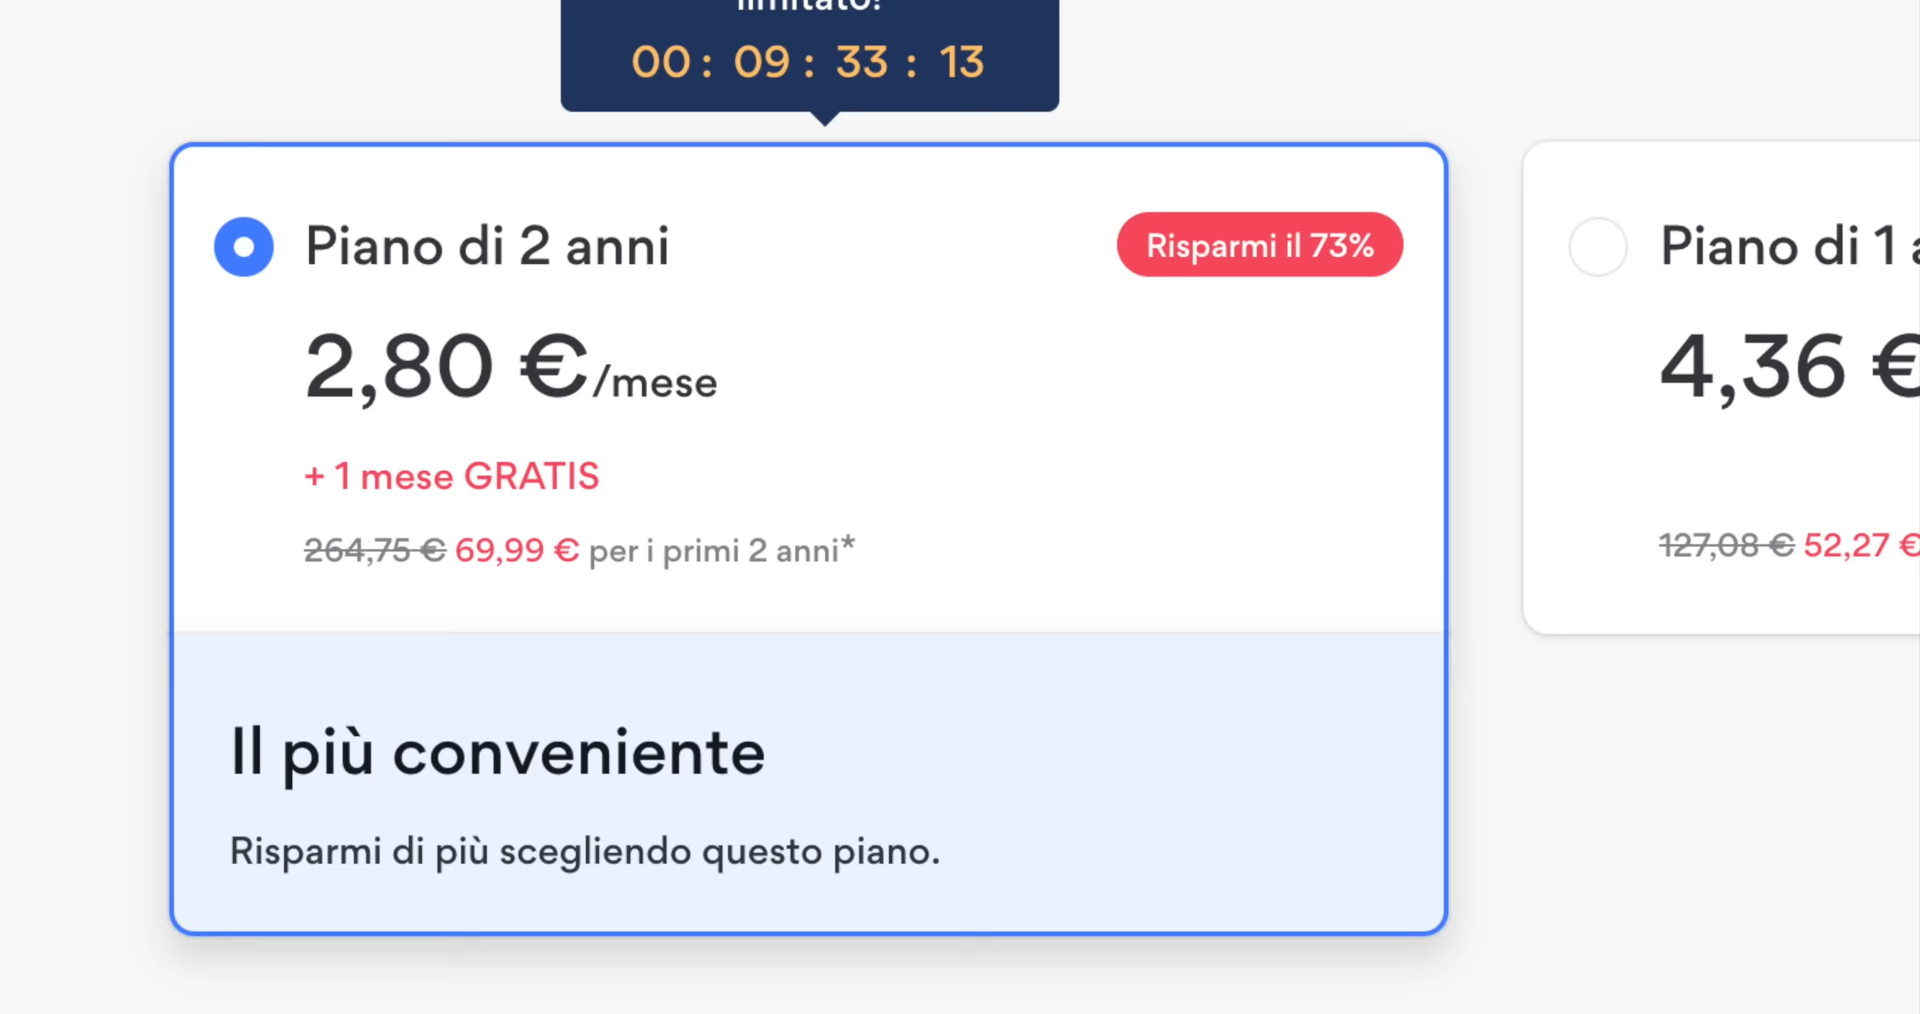 limitato!
00 : 09 : 33 : 13
Piano di 2 anni
Risparmi il 73%
2,80 €/mese
+ 1 mese GRATIS
264,75 € 69,99 € per i primi 2 anni*
Il più conveniente
Risparmi di più scegliendo questo piano.
Piano di 1
4,36 €
127,08 € 52,27 €